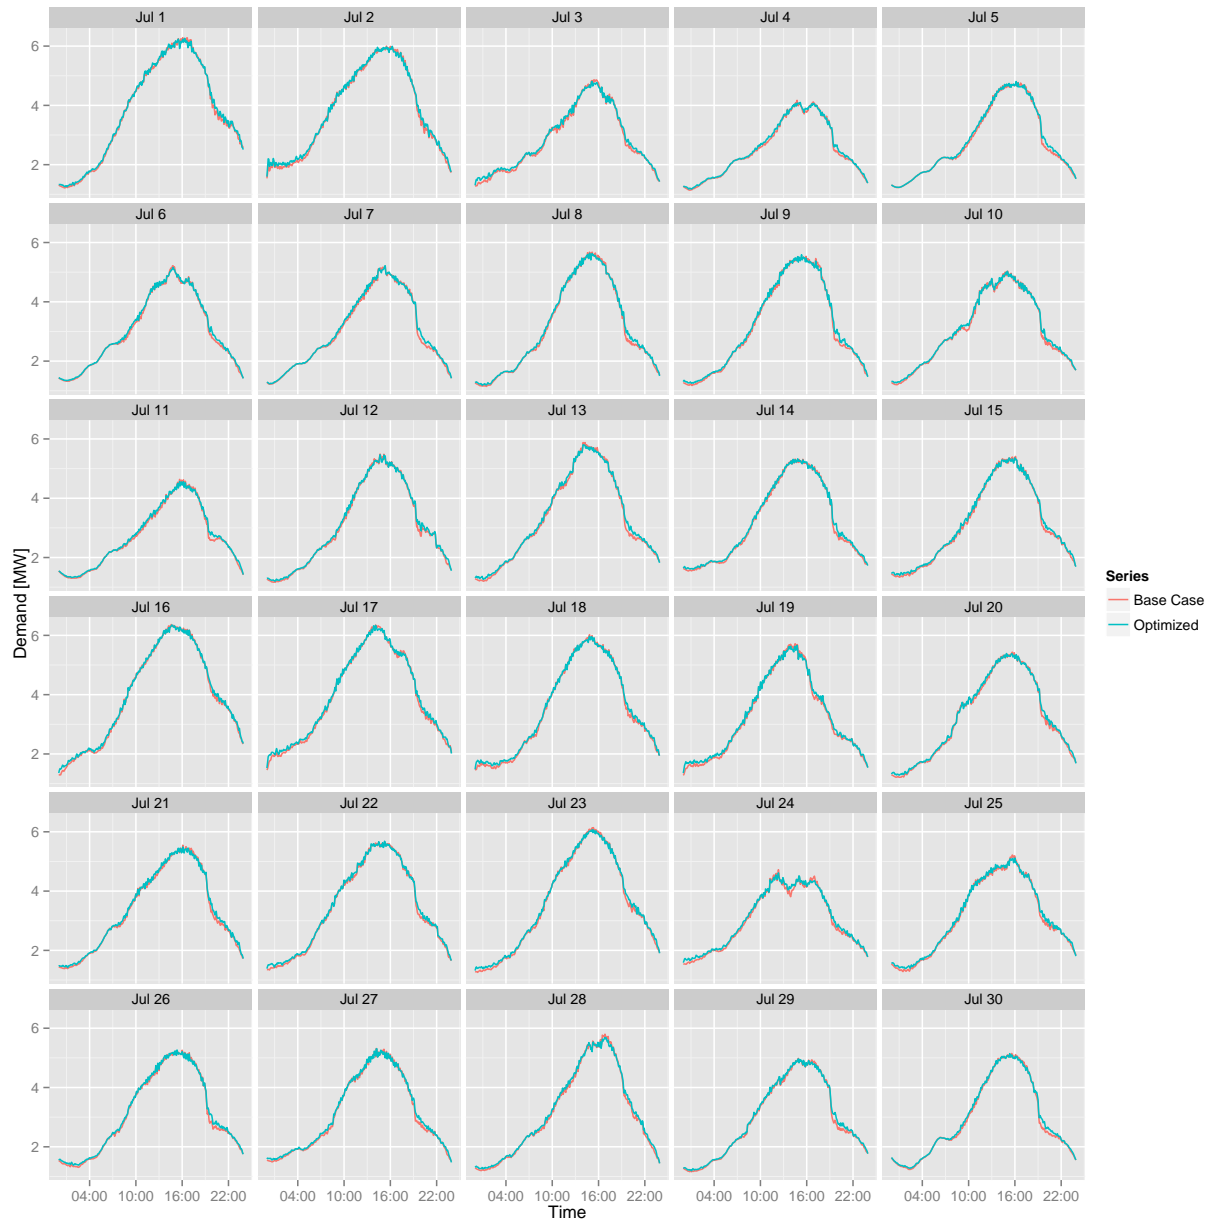 Jul 1 Jul 2 Jul 3 Jul 4 Jul 5
6
4
2
Jul 6 Jul 7 Jul 8 Jul 9 Jul 10
6
4
2
Jul 11 Jul 12 Jul 13 Jul 14 Jul 15
6
4
2
Jul 16 Jul 17 Jul 18 Jul 19 Jul 20
6
4
2
Jul 21 Jul 22 Jul 23 Jul 24 Jul 25
6
4
2
Jul 26 Jul 27 Jul 28 Jul 29 Jul 30
6
4
2
04:00 10:00 16:00 22:00 04:00 10:00 16:00 22:00 04:00 10:00 16:00 22:00 04:00 10:00 16:00 22:00 04:00 10:00 16:00 22:00
Time
Demand [MW]
Series
Base Case
Optimized